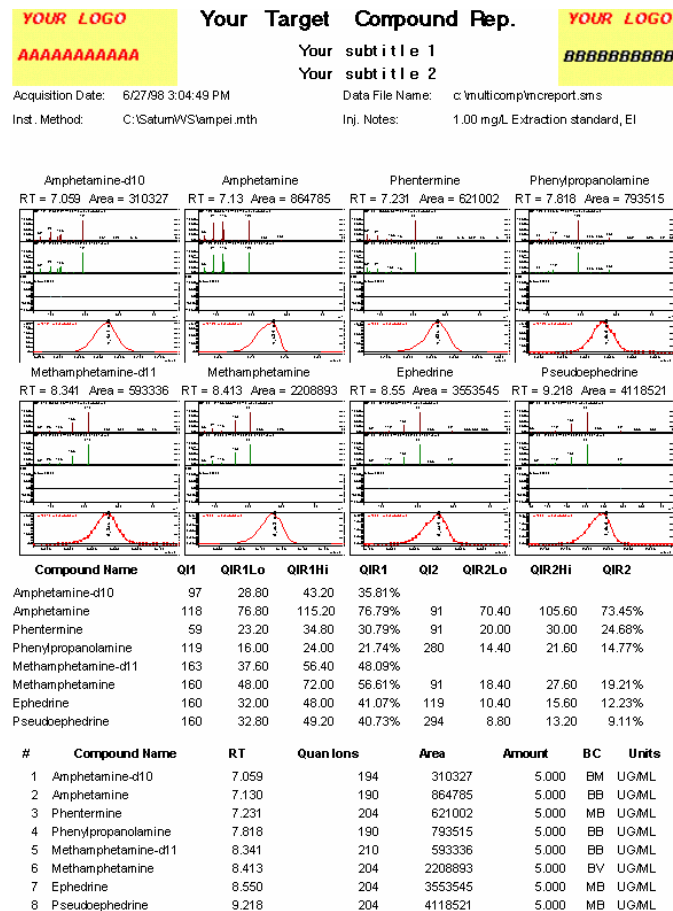 YOUR LOGO
AAAAAAAAAAA
Your Target Compound Rep.
Your subtitle 1
Your subtitle 2
YOUR LOGO
BBBBBBBBBB
Acquisition Date: 6/27/98 3:04:49 PM Data File Name: c:\multicomp\mcreport.sms
Inst. Method: C:\SaturnWS\ampei.mth Inj. Notes: 1.00 mg/L Extraction standard, EI
Amphetamine-d10 Amphetamine Phentermine Phenylpropanolamine
RT = 7.059 Area = 310327 RT = 7.13 Area = 864785 RT = 7.231 Area = 621002 RT = 7.818 Area = 793515
Methamphetamine-d11 Methamphetamine Ephedrine Pseudoephedrine
RT = 8.341 Area = 593336 RT = 8.413 Area = 2208893 RT = 8.55 Area = 3553545 RT = 9.218 Area = 4118521
Compound Name QI1 QIR1Lo QIR1Hi QIR1 QI2 QIR2Lo QIR2Hi QIR2
Amphetamine-d10 97 28.80 43.20 35.81%
Amphetamine 118 76.80 115.20 76.79% 91 70.40 105.60 73.45%
Phentermine 59 23.20 34.80 30.79% 91 20.00 30.00 24.68%
Phenylpropanolamine 119 16.00 24.00 21.74% 280 14.40 21.60 14.77%
Methamphetamine-d11 163 37.60 56.40 48.09%
Methamphetamine 160 48.00 72.00 56.61% 91 18.40 27.60 19.21%
Ephedrine 160 32.00 48.00 41.07% 119 10.40 15.60 12.23%
Pseudoephedrine 160 32.80 49.20 40.73% 294 8.80 13.20 9.11%
# Compound Name RT Quan Ions Area Amount BC Units
1 Amphetamine-d10 7.059 194 310327 5.000 BM UG/ML
2 Amphetamine 7.130 190 864785 5.000 BB UG/ML
3 Phentermine 7.231 204 621002 5.000 MB UG/ML
4 Phenylpropanolamine 7.818 190 793515 5.000 BB UG/ML
5 Methamphetamine-d11 8.341 210 593336 5.000 BB UG/ML
6 Methamphetamine 8.413 204 2208893 5.000 BV UG/ML
7 Ephedrine 8.550 204 3553545 5.000 MB UG/ML
8 Pseudoephedrine 9.218 204 4118521 5.000 MB UG/ML